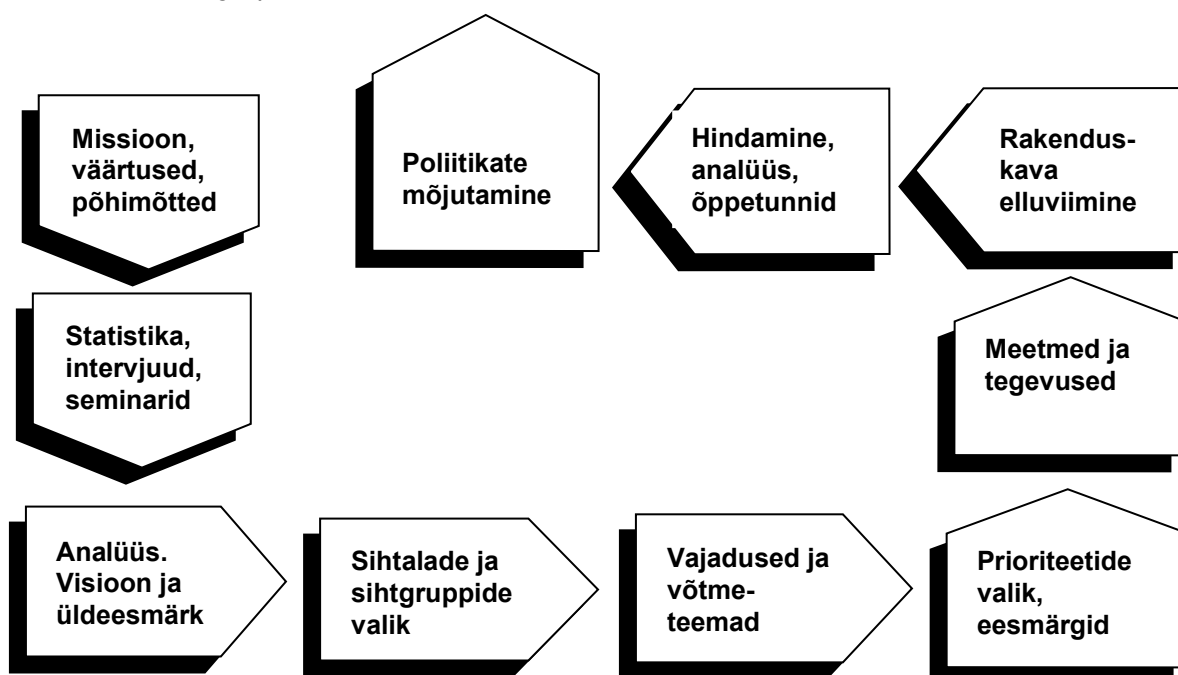 Missioon,
väärtused,
põhimõtted
Poliitikate
mõjutamine
Hindamine,
analüüs,
õppetunnid
Rakendus-
kava
elluviimine
Statistika,
intervjuud,
seminarid
Meetmed ja
tegevused
Analüüs.
Visioon ja
üldeesmärk
Sihtalade ja
sihtgruppide
valik
Vajadused ja
võtme-
teemad
Prioriteetide
valik,
eesmärgid